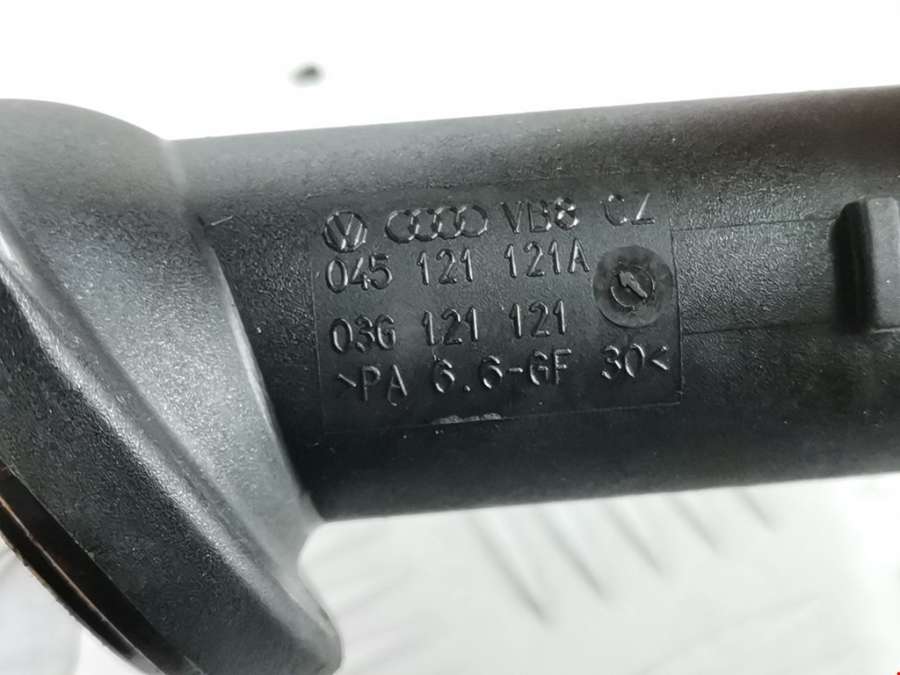 VB8 CZ
045 121 121A
03G 121 121
>PA 6.6-GF 30<